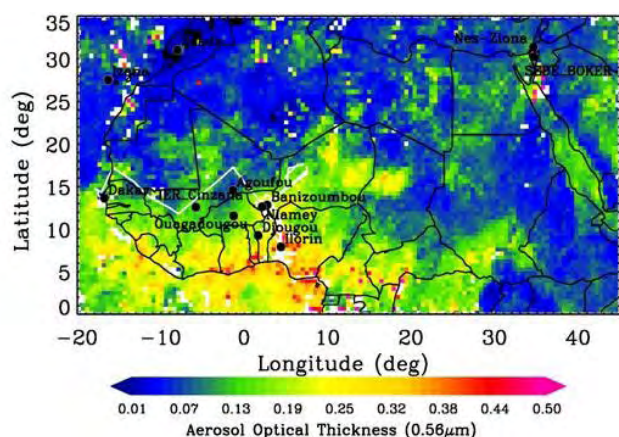 35
30
25
20
15
10
5
0
Latitude (deg)
Nes-Ziona
SEDE_BOKER
Dakar
IER_Cinzana
Agoufou
Banizoumbou
Niamey
Ouagadougou
Djougou
Ilorin
-20 -10 0 10 20 30 40
Longitude (deg)
0.01 0.07 0.13 0.19 0.26 0.32 0.38 0.44 0.50
Aerosol Optical Thickness (0.56μm)